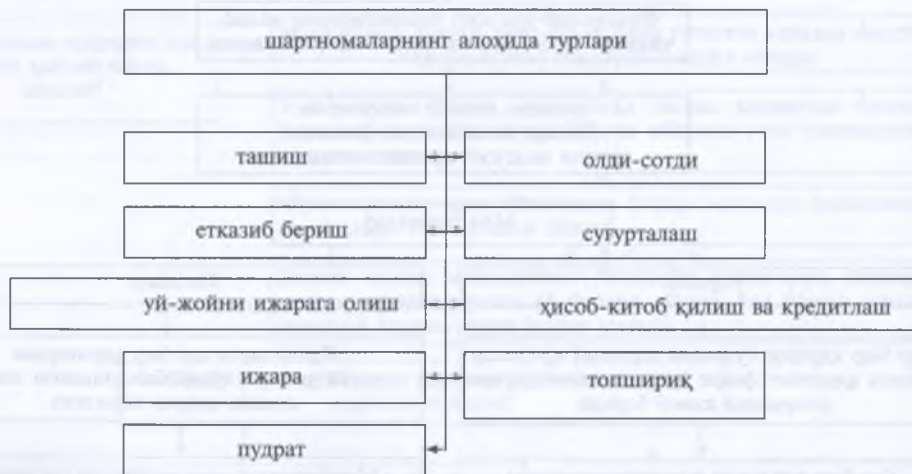 шартномаларнинг алоҳида турлари
ташиш
олди-сотди
етказиб бериш
суғурталаш
уй-жойни ижарага олиш
ҳисоб-китоб қилиш ва кредитлаш
ижара
топшириқ
пудрат